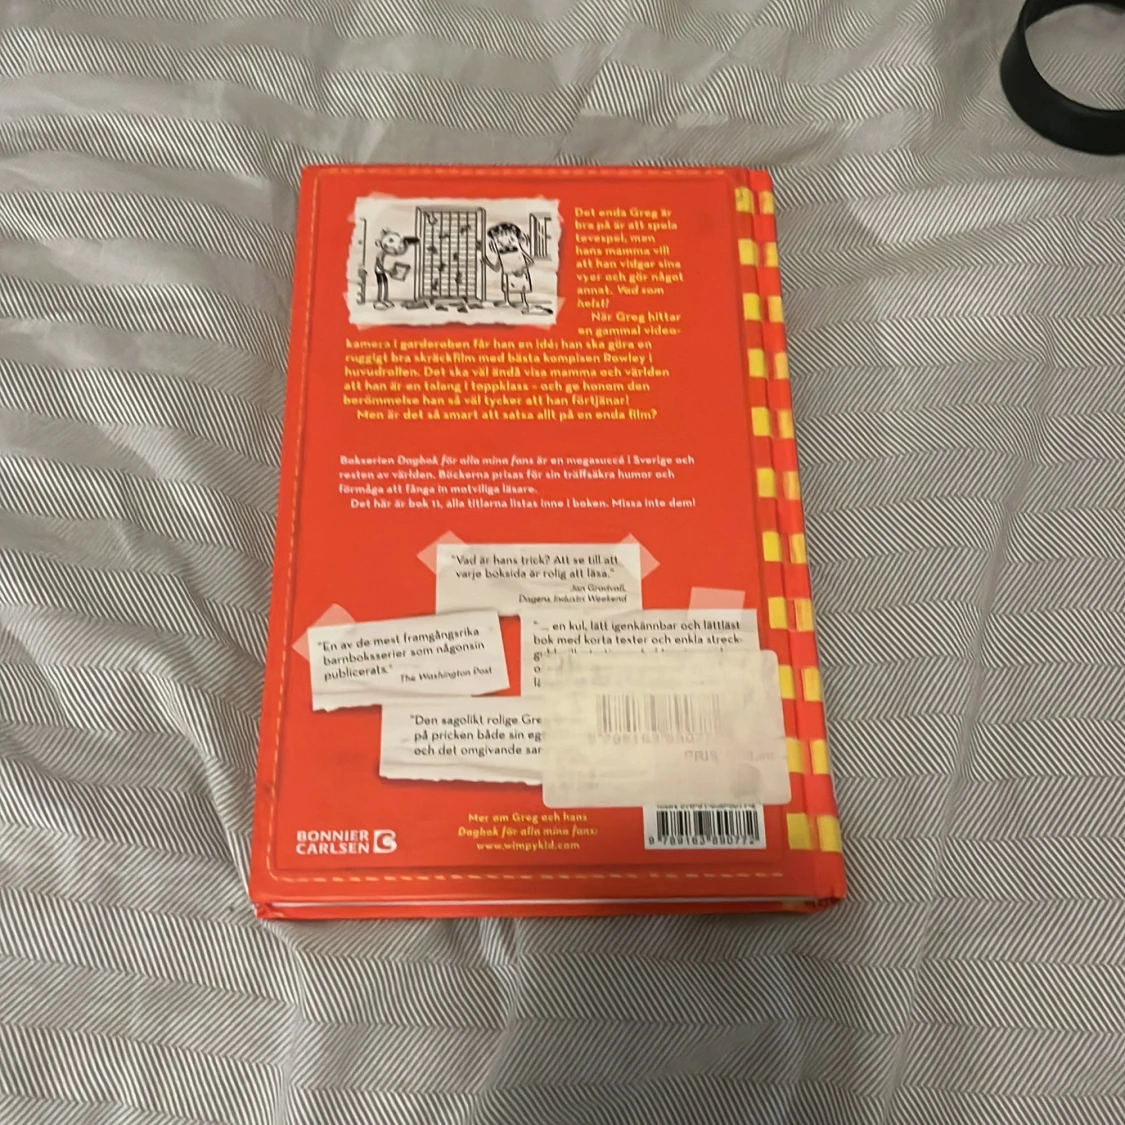 Det enda Greg är
bra på är att spela
tevespel, men
hans mamma vill
att han vidgar sina
vyer och gör något
annat. Vad som
helst!
När Greg hittar
en gammal video-
kamera i garderoben får han en idé: han ska göra en
ruggigt bra skräckfilm med bästa kompisen Rowley i
huvudrollen. Det ska väl ändå visa mamma och världen
att han är en talang i toppklass – och ge honom den
berömmelse han så väl tycker att han förtjänar!
Men är det så smart att satsa allt på en enda film?
Bokserien Dagbok för alla mina fans är en megasuccé i Sverige och
resten av världen. Böckerna prisas för sin träffsäkra humor och
förmåga att fånga in motvilliga läsare.
Det här är bok 11, alla titlarna listas inne i boken. Missa inte dem!
"Vad är hans trick? Att se till att
varje boksida är rolig att läsa."
Jan Gradvall,
Dagens Industri Weekend
"En av de mest framgångsrika
barnboksserier som någonsin
publicerats."
The Washington Post
"... en kul, lätt igenkännbar och lättläst
bok med korta texter och enkla streck-
"Den sagolikt rolige Gre
på pricken både sin eg
och det omgivande sam
Mer om Greg och hans
Dagbok för alla mina fans:
www.wimpykid.com
BONNIER
CARLSEN
9 789163 890772